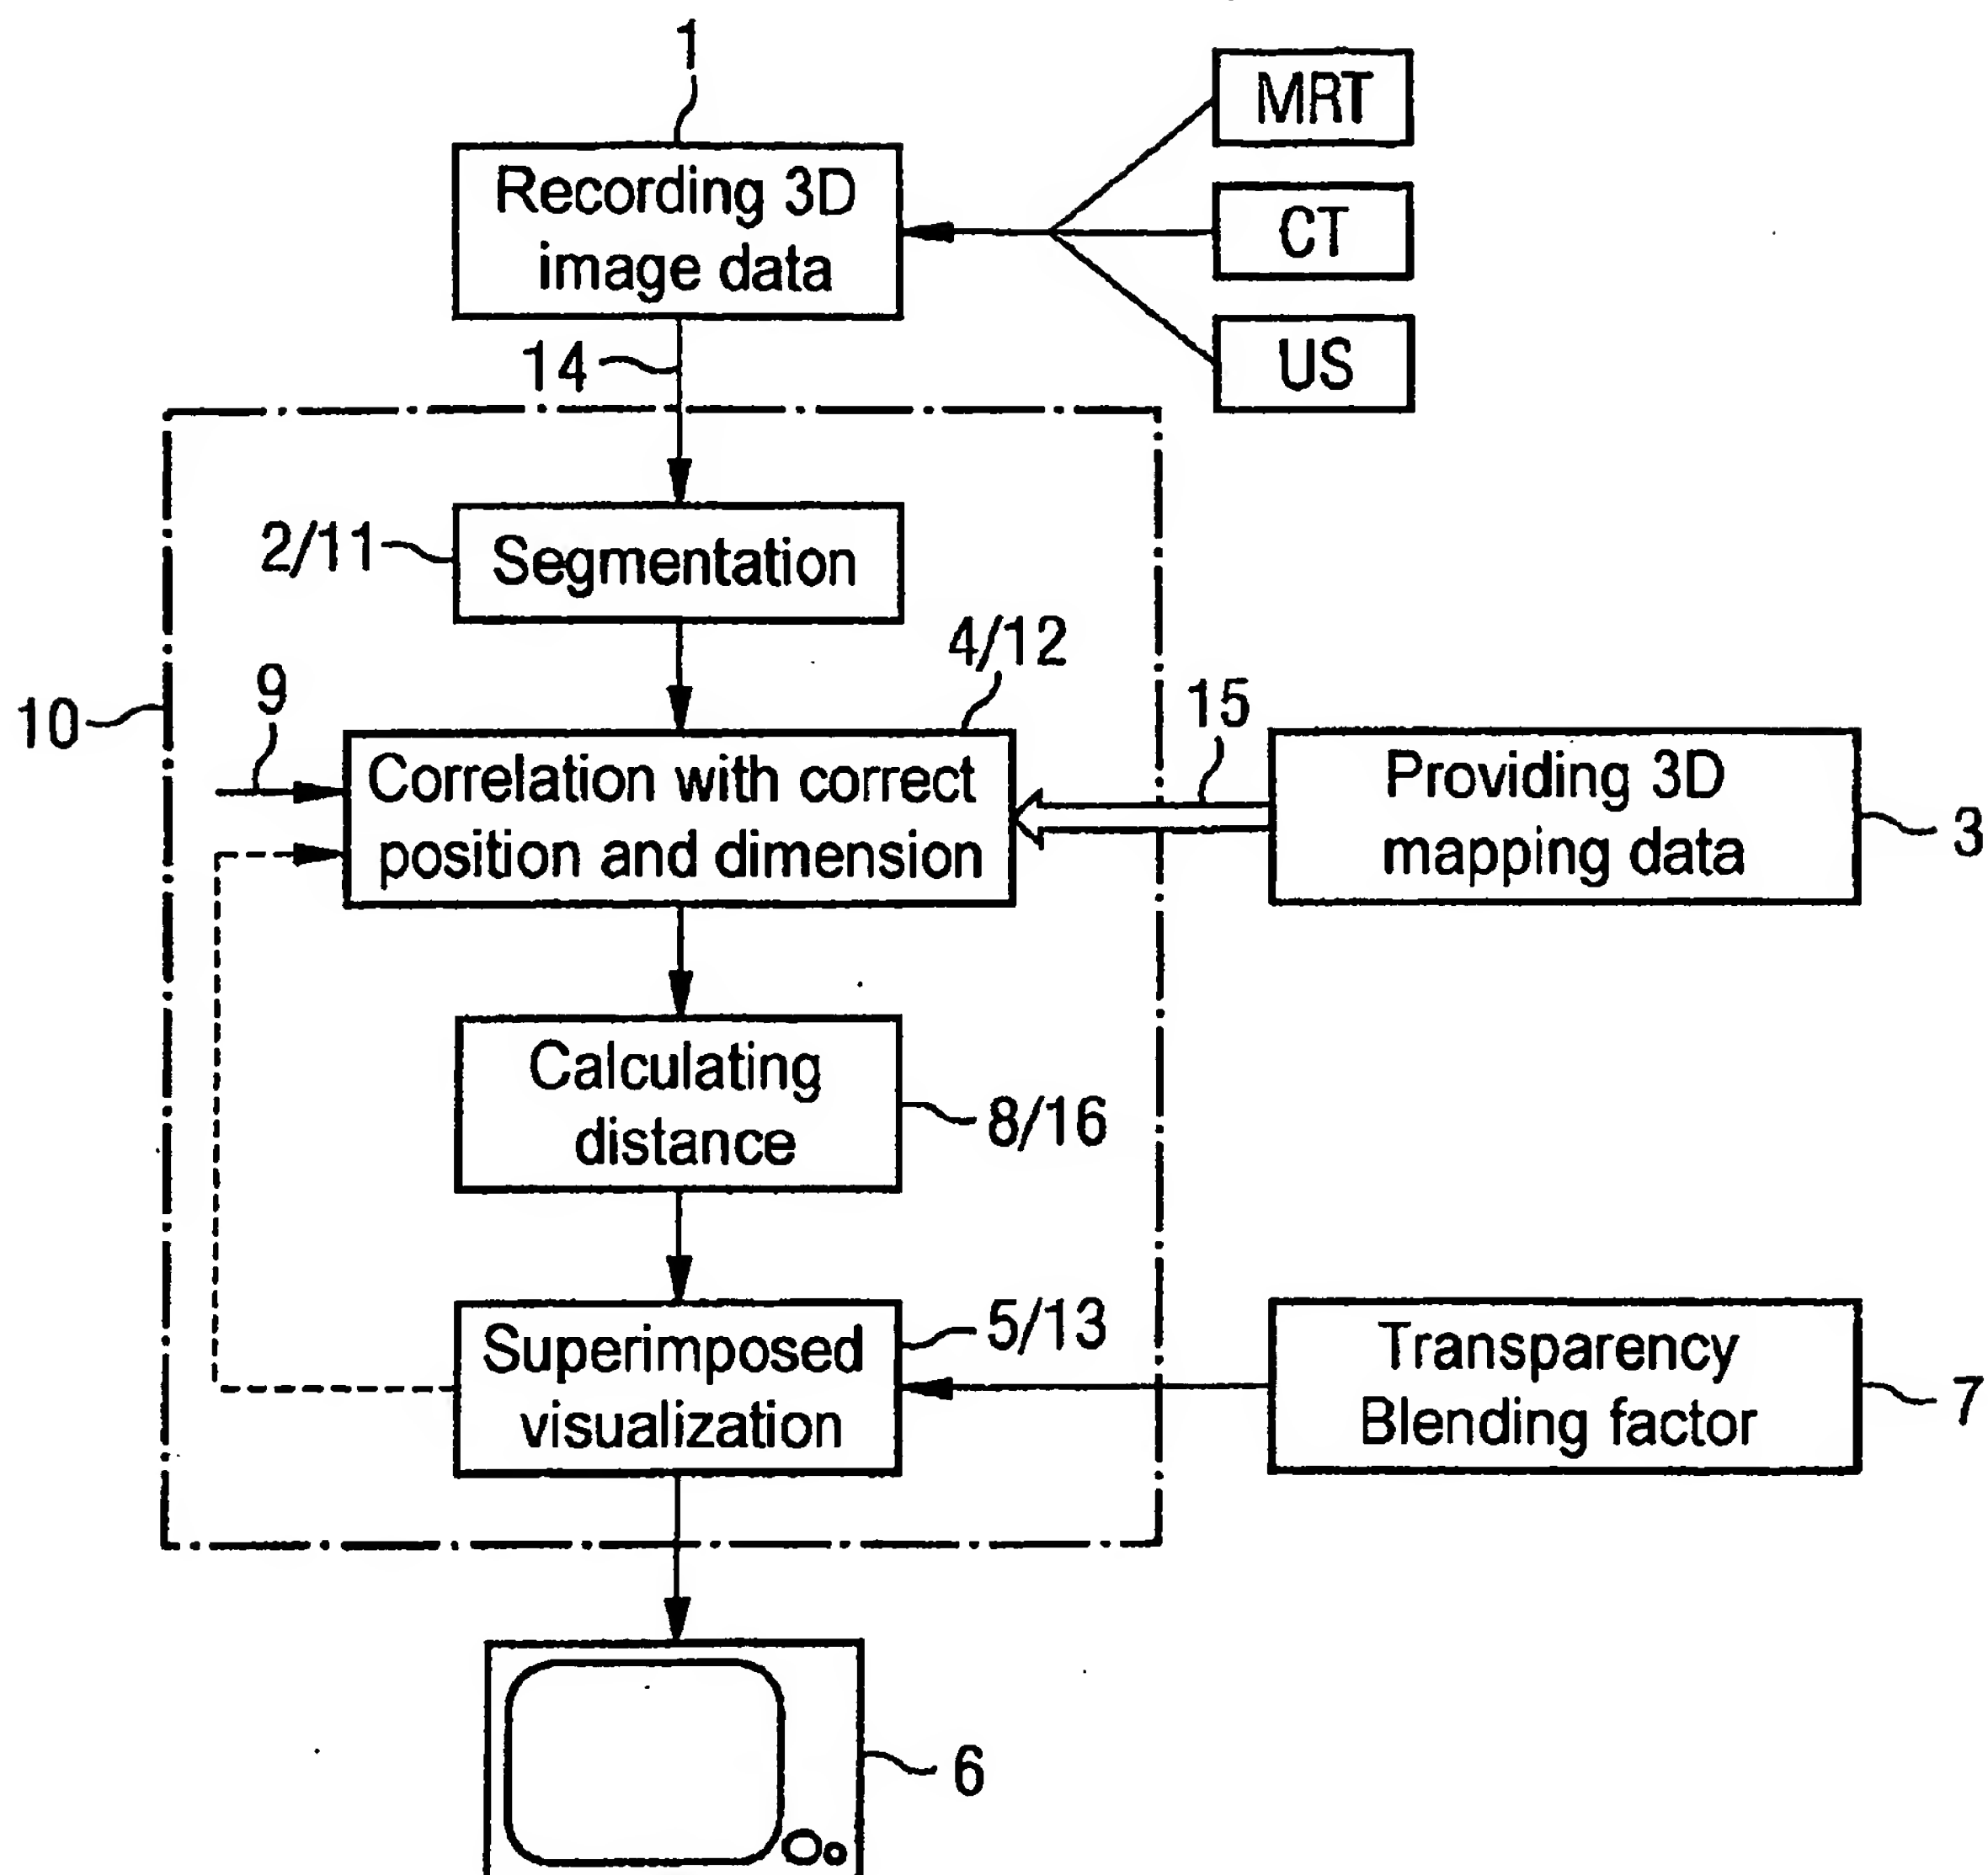 1
MRT
Recording 3D
image data
CT
US
14
2/11
Segmentation
4/12
10
9
15
Correlation with correct
position and dimension
Providing 3D
mapping data
3
Calculating
distance
8/16
Superimposed
visualization
5/13
Transparency
Blending factor
7
6